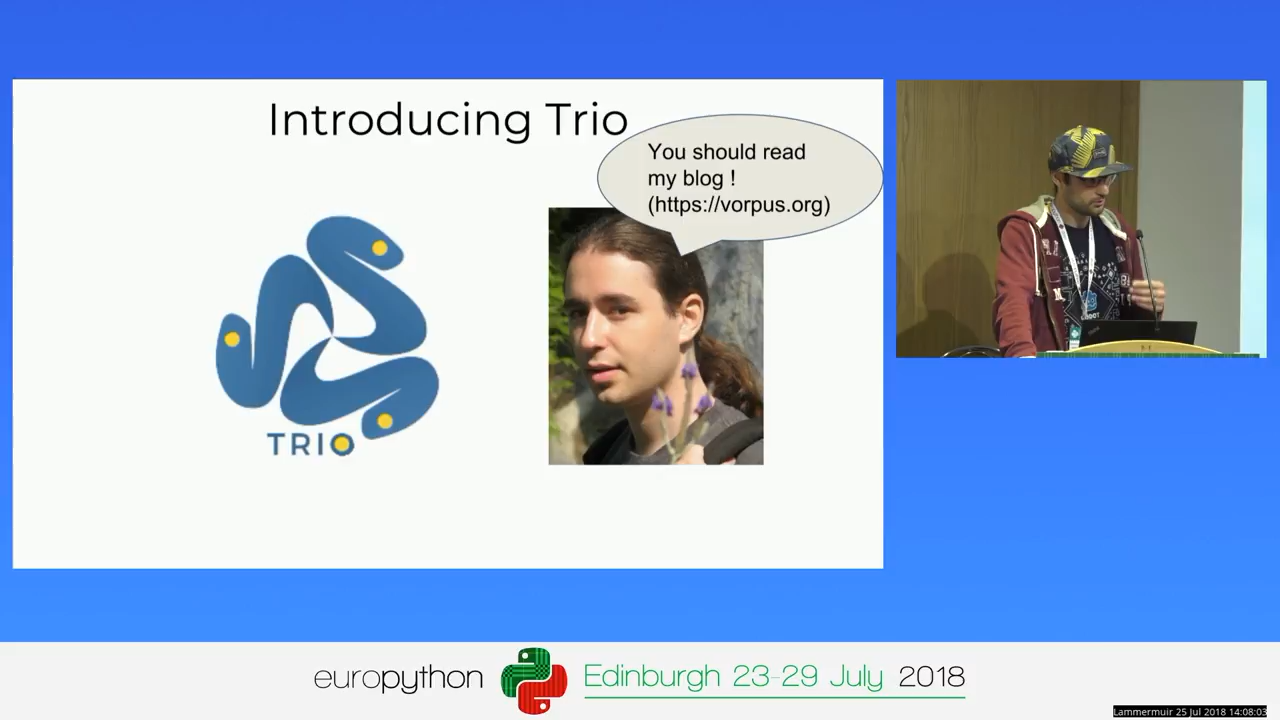 Introducing Trio
You should read
my blog !
(https://vorpus.org)
TRIO
europython
Edinburgh 23-29 July 2018
Lammermuir 25 Jul 2018 14:08:03